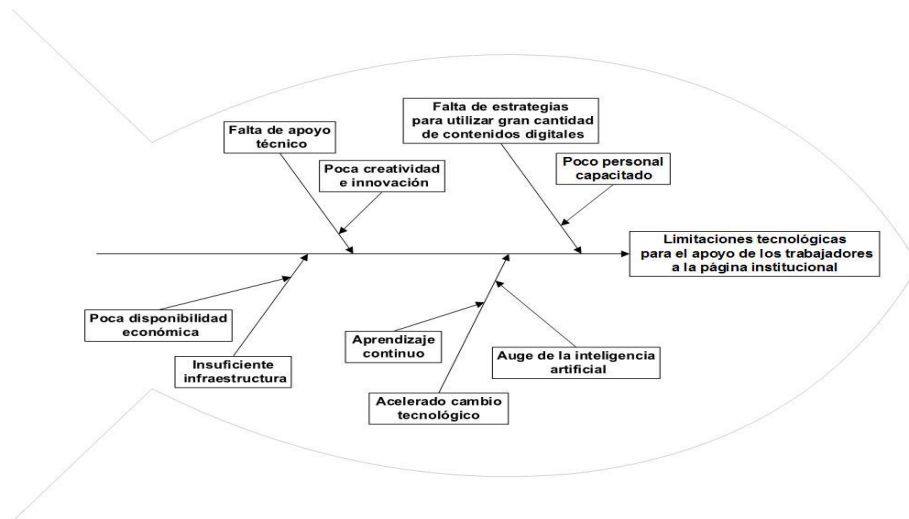 Falta de estrategias
para utilizar gran cantidad
de contenidos digitales
Falta de apoyo
técnico
Poca creatividad
e innovación
Poco personal
capacitado
Limitaciones tecnológicas
para el apoyo de los trabajadores
a la página institucional
Poca disponibilidad
económica
Insuficiente
infraestructura
Aprendizaje
continuo
Auge de la inteligencia
artificial
Acelerado cambio
tecnológico